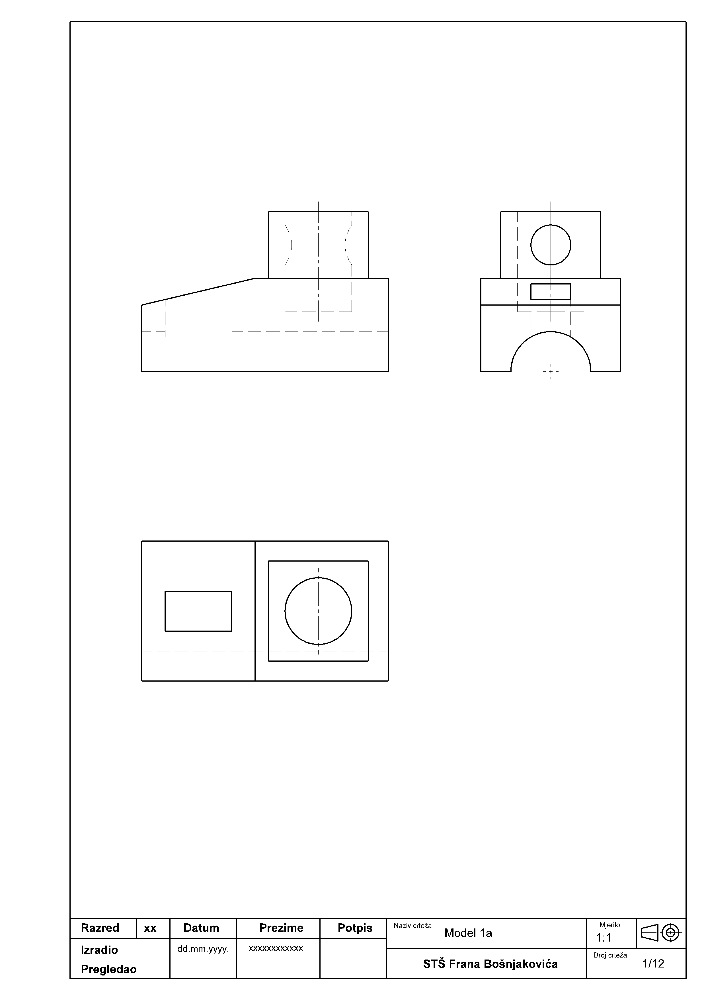 Razred xx Datum Prezime Potpis Naziv crteža Model 1a Mjerilo 1:1
Izradio dd.mm.yyyy. xxxxxxxxxxxx
Pregledao STŠ Frana Bošnjakovića Broj crteža 1/12